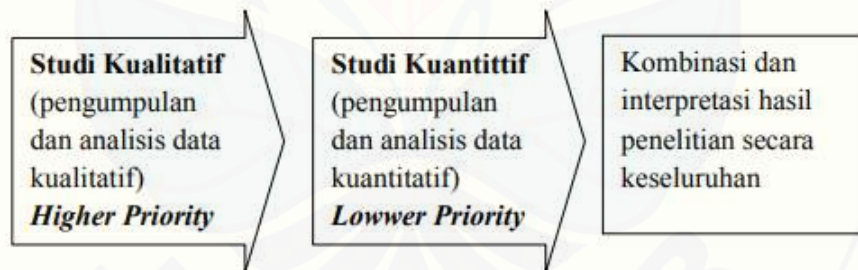 Studi Kualitatif
(pengumpulan
dan analisis data
kualitatif)
Higher Priority
Studi Kuantittif
(pengumpulan
dan analisis data
kuantitatif)
Lowwer Priority
Kombinasi dan
interpretasi hasil
penelitian secara
keseluruhan